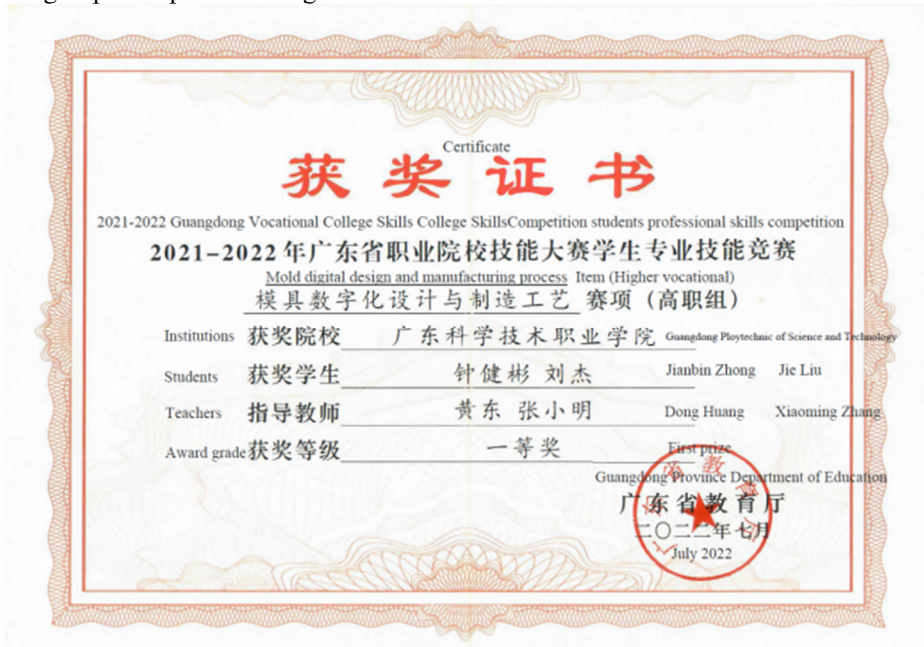 Certificate
获奖证书
2021-2022 Guangdong Vocational College Skills College SkillsCompetition students professional skills competition
2021-2022年广东省职业院校技能大赛学生专业技能竞赛
Mold digital design and manufacturing process Item (Higher vocational)
模具数字化设计与制造工艺 赛项（高职组）
Institutions 获奖院校 广东科学技术职业学院 Guangdong Ploytechnic of Science and Technology
Students 获奖学生 钟健彬 刘杰 Jianbin Zhong Jie Liu
Teachers 指导教师 黄东 张小明 Dong Huang Xiaoming Zhang
Award grade 获奖等级 一等奖 First prize
Guangdong Province Department of Education
广东省教育厅
二〇二二年七月
July 2022
广东省教育厅